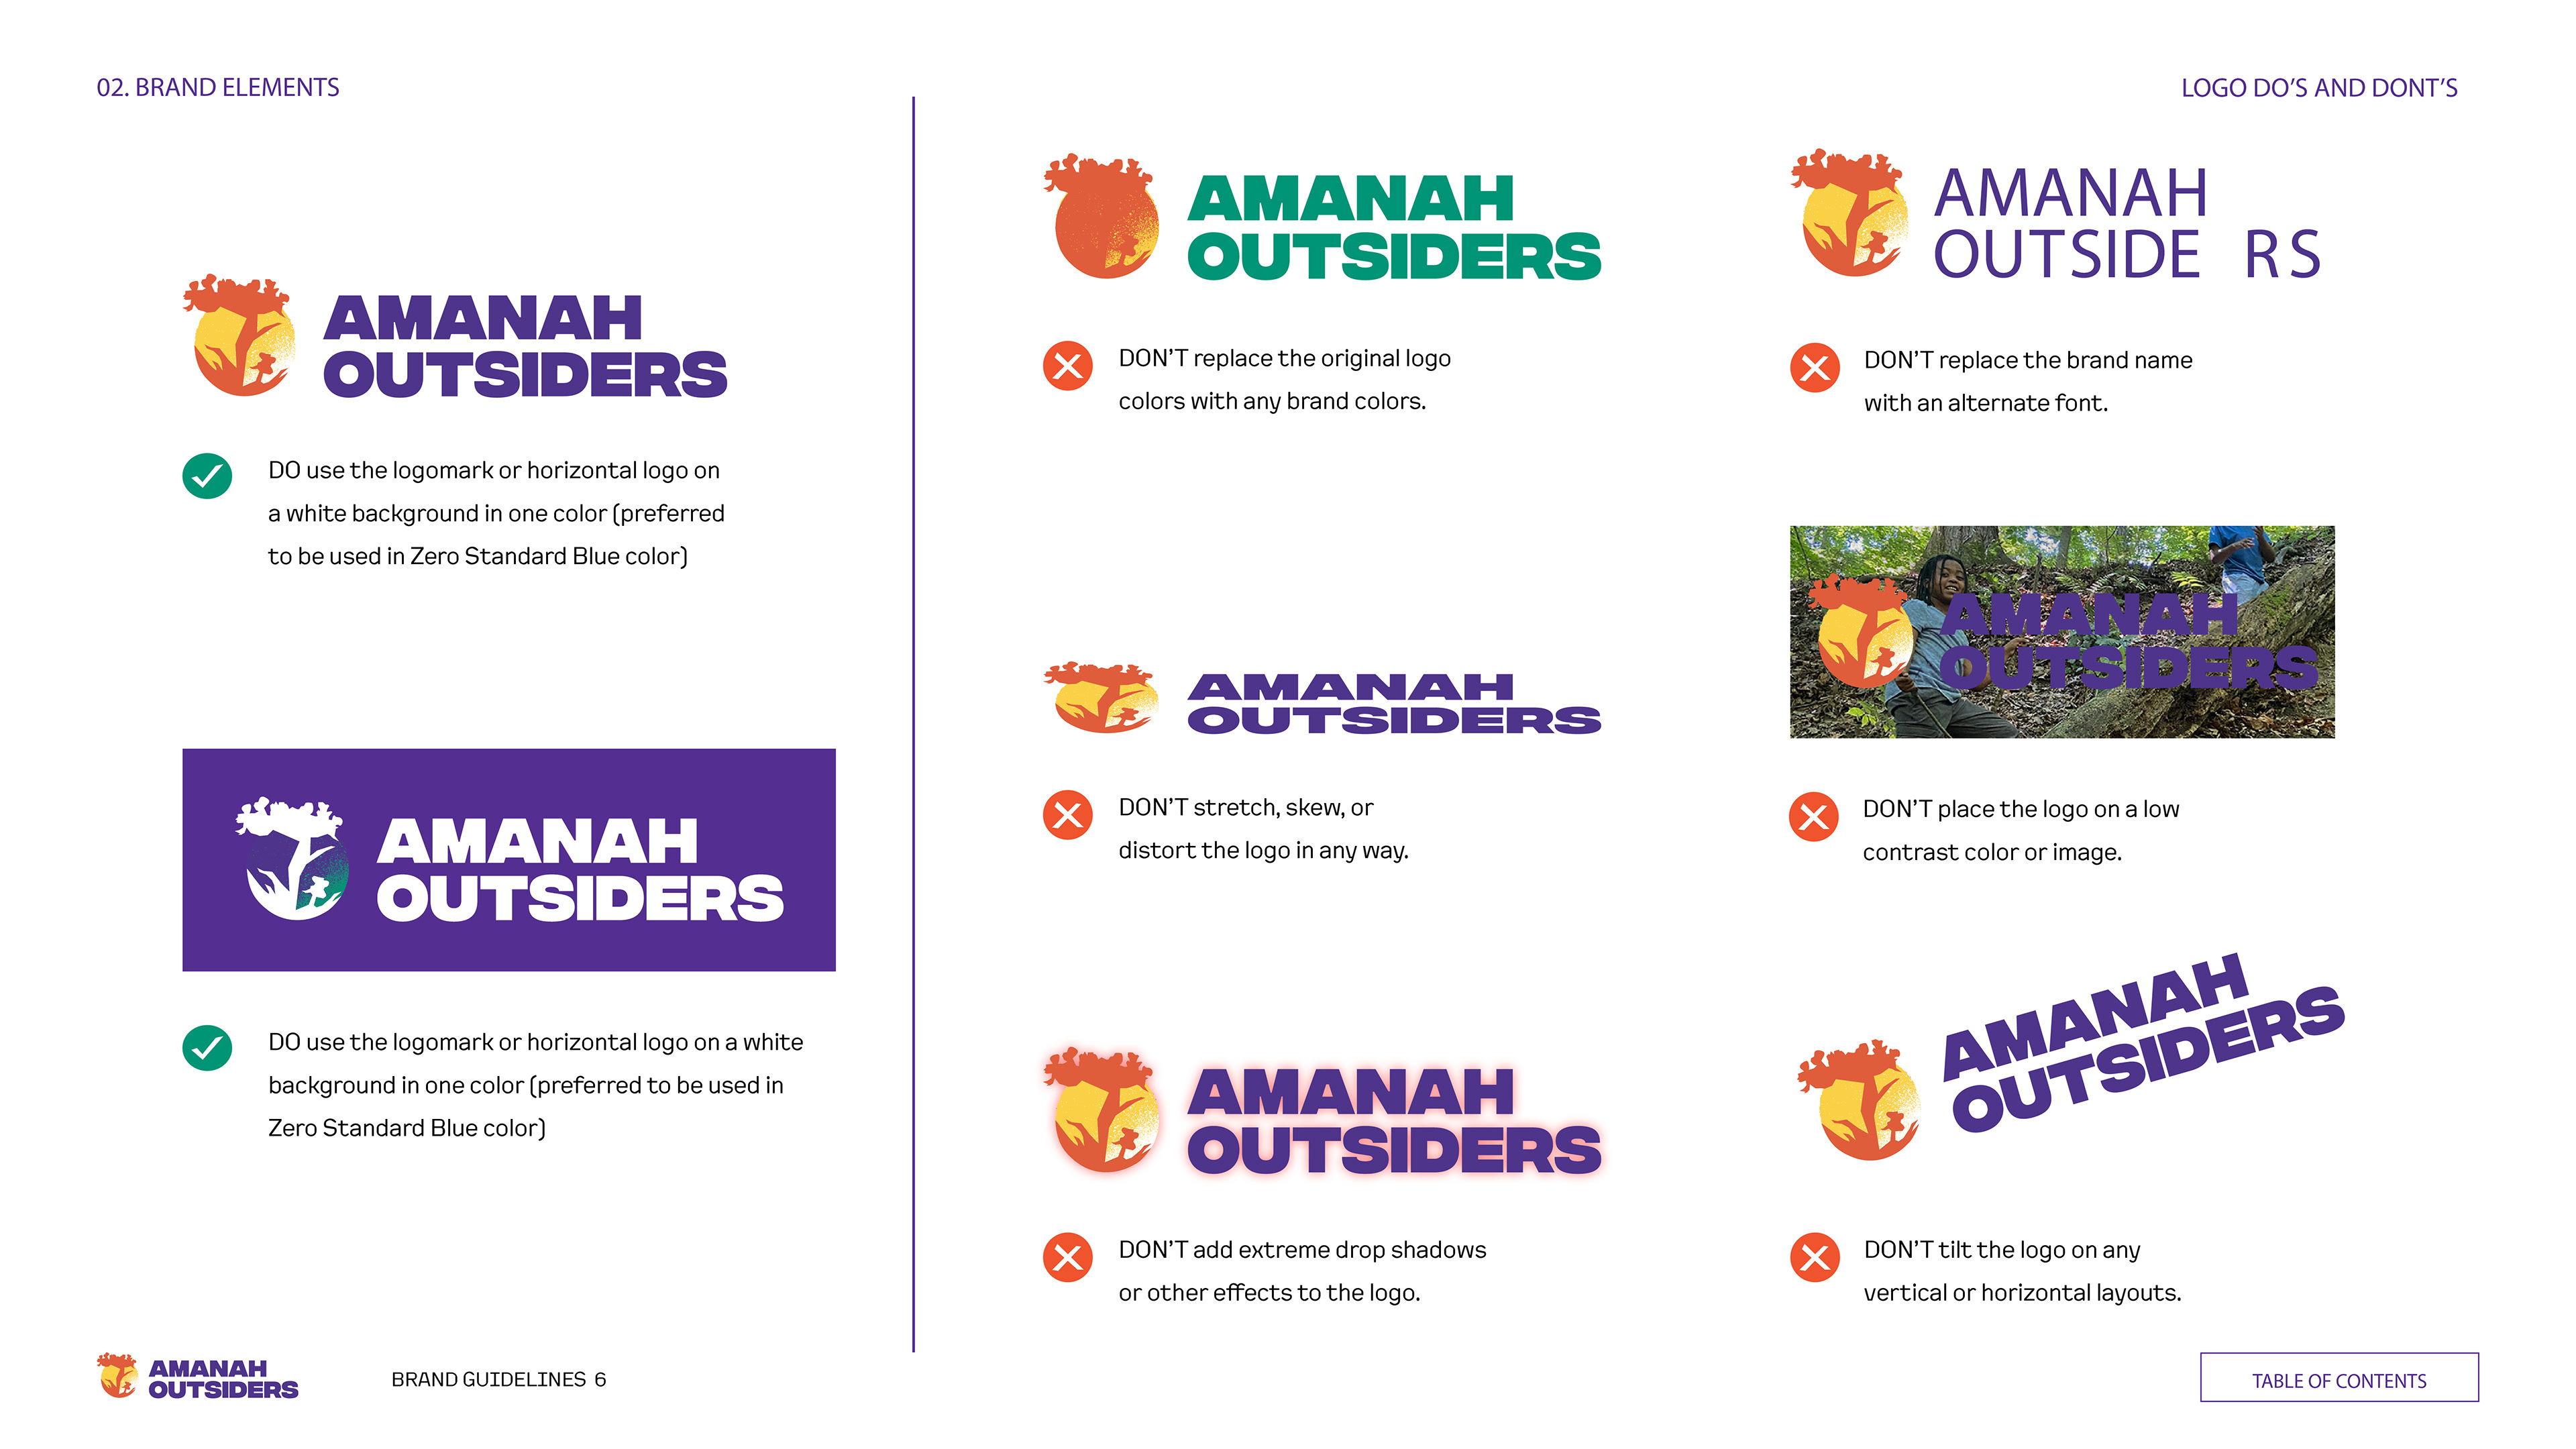 02. BRAND ELEMENTS
LOGO DO’S AND DONT’S
AMANAH
OUTSIDERS
DO use the logomark or horizontal logo on
a white background in one color (preferred
to be used in Zero Standard Blue color)
AMANAH
OUTSIDERS
DO use the logomark or horizontal logo on a white
background in one color (preferred to be used in
Zero Standard Blue color)
AMANAH
OUTSIDERS
DON’T replace the original logo
colors with any brand colors.
AMANAH
OUTSIDE RS
DON’T replace the brand name
with an alternate font.
AMANAH
OUTSIDERS
DON’T stretch, skew, or
distort the logo in any way.
AMANAH
OUTSIDERS
DON’T place the logo on a low
contrast color or image.
AMANAH
OUTSIDERS
DON’T add extreme drop shadows
or other effects to the logo.
AMANAH
OUTSIDERS
DON’T tilt the logo on any
vertical or horizontal layouts.
AMANAH
OUTSIDERS
BRAND GUIDELINES 6
TABLE OF CONTENTS